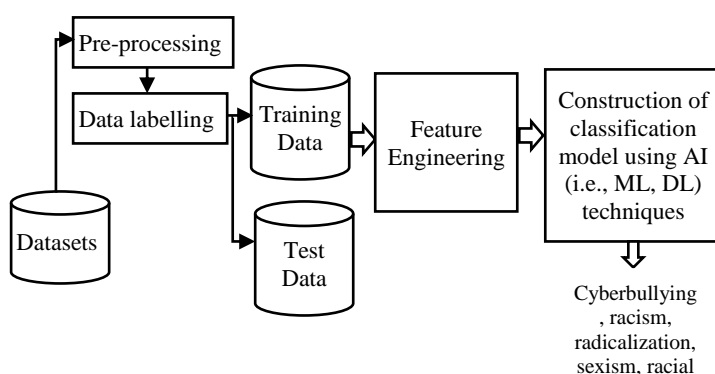 Pre-processing
Data labelling
Datasets
Training
Data
Test
Data
Feature
Engineering
Construction of
classification
model using AI
(i.e., ML, DL)
techniques
Cyberbullying
, racism,
radicalization,
sexism, racial